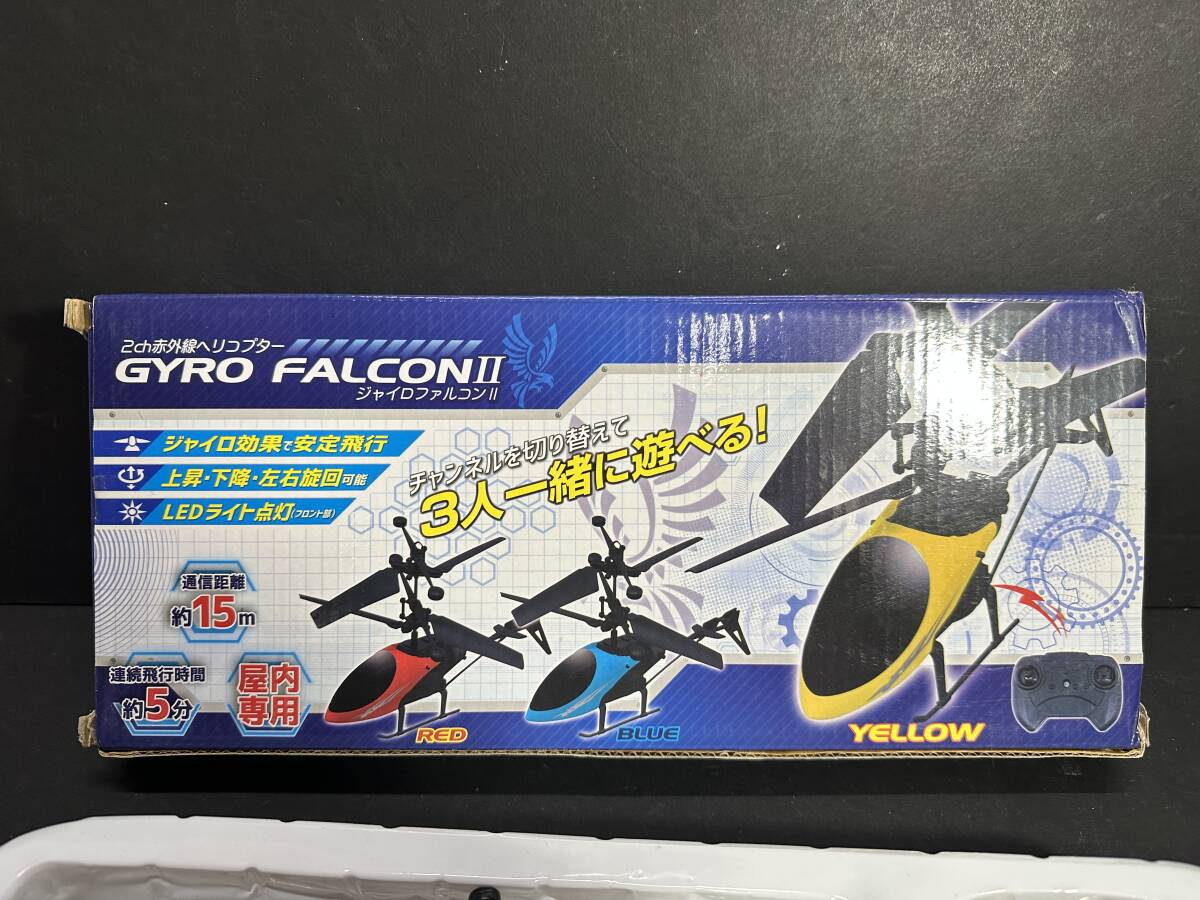 2ch赤外線ヘリコプター
GYRO FALCONⅡ
ジャイロファルコンⅡ
ジャイロ効果で安定飛行
上昇・下降・左右旋回可能
LEDライト点灯(フロント部)
チャンネルを切り替えて
3人一緒に遊べる!
通信距離
約15m
連続飛行時間
約5分
屋内
専用
RED
BLUE
YELLOW